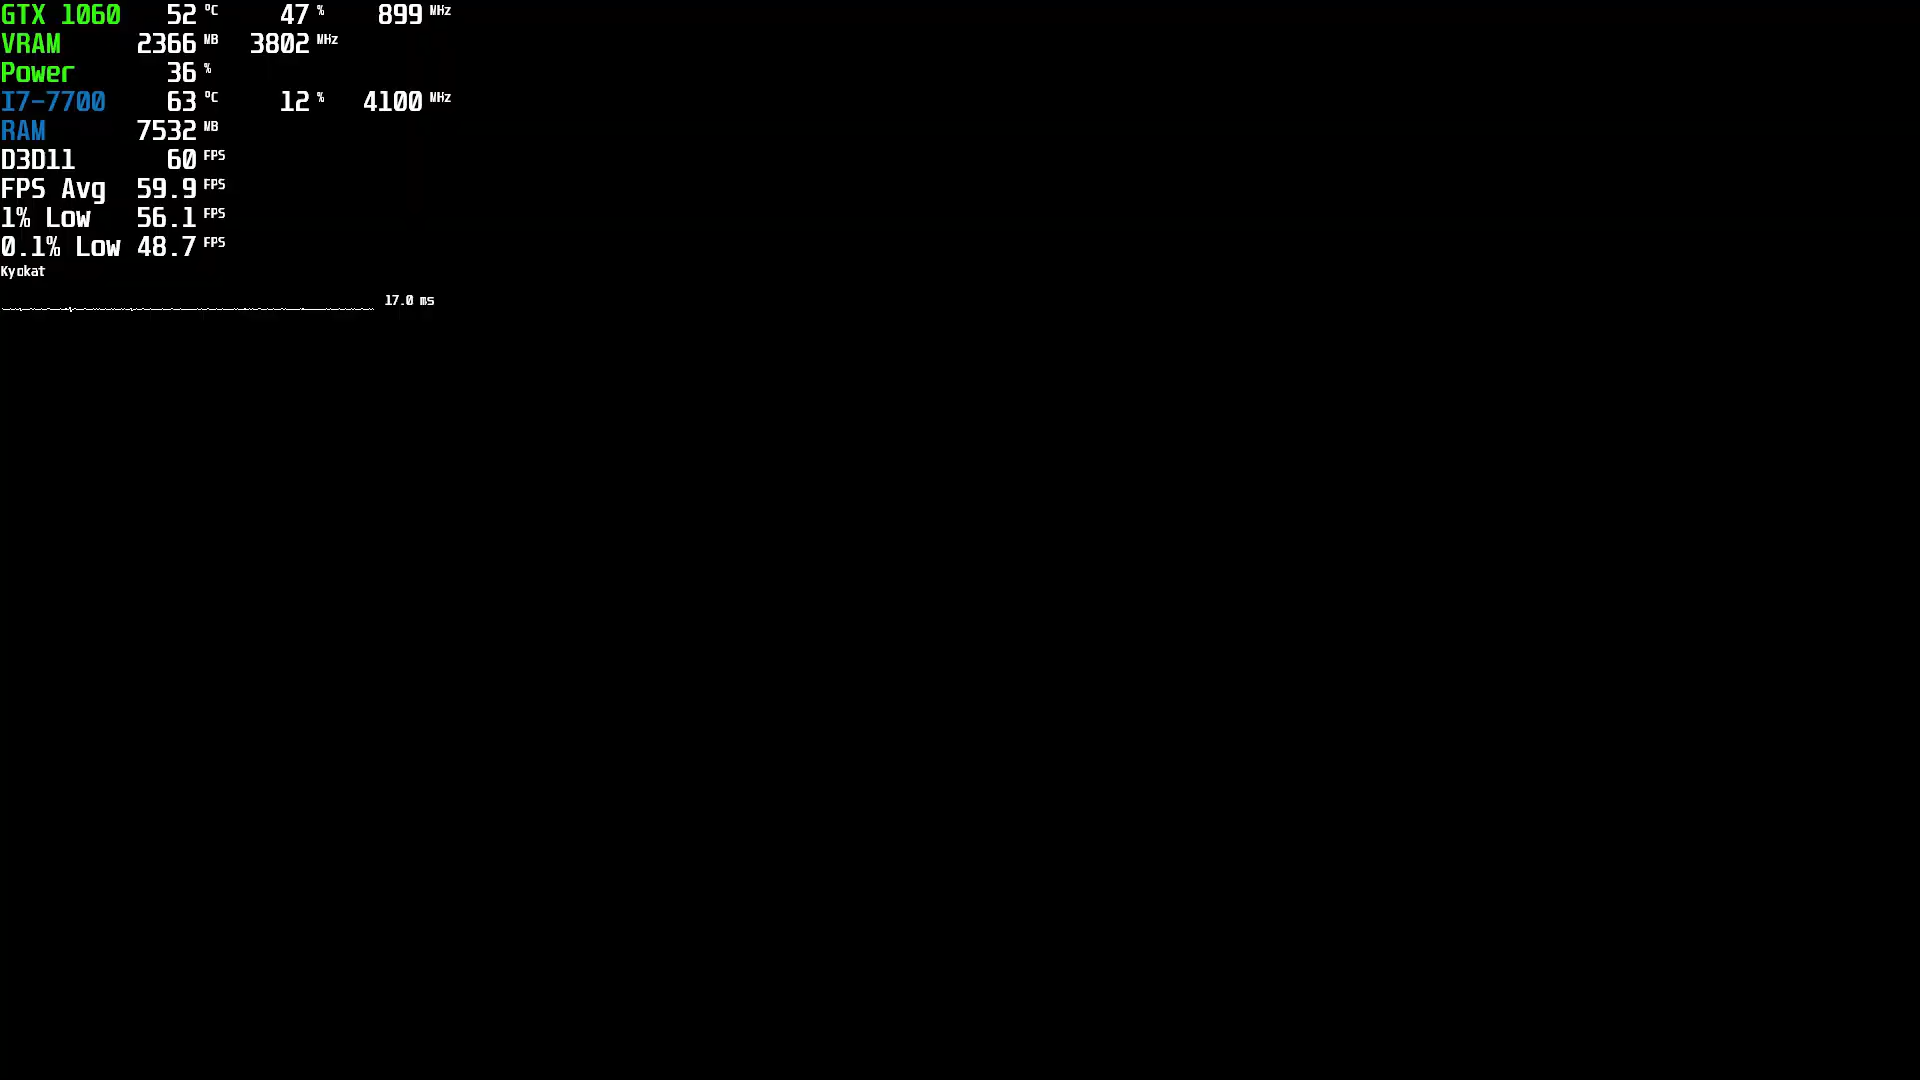 GTX 1060 52 °C 47 % 899 MHz
VRAM 2366 MB 3802 MHz
Power 36 %
I7-7700 63 °C 12 % 4100 MHz
RAM 7532 MB
D3D11 60 FPS
FPS Avg 59.9 FPS
1% Low 56.1 FPS
0.1% Low 48.7 FPS
Kyokat
17.0 ms